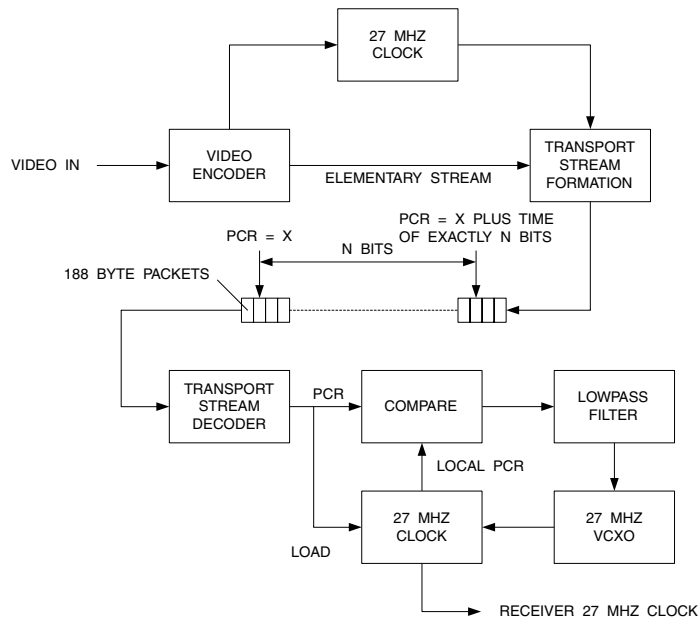 27 MHZ
CLOCK
VIDEO IN
VIDEO
ENCODER
ELEMENTARY STREAM
TRANSPORT
STREAM
FORMATION
PCR = X
PCR = X PLUS TIME
OF EXACTLY N BITS
N BITS
188 BYTE PACKETS
TRANSPORT
STREAM
DECODER
PCR
COMPARE
LOWPASS
FILTER
LOCAL PCR
LOAD
27 MHZ
CLOCK
27 MHZ
VCXO
RECEIVER 27 MHZ CLOCK